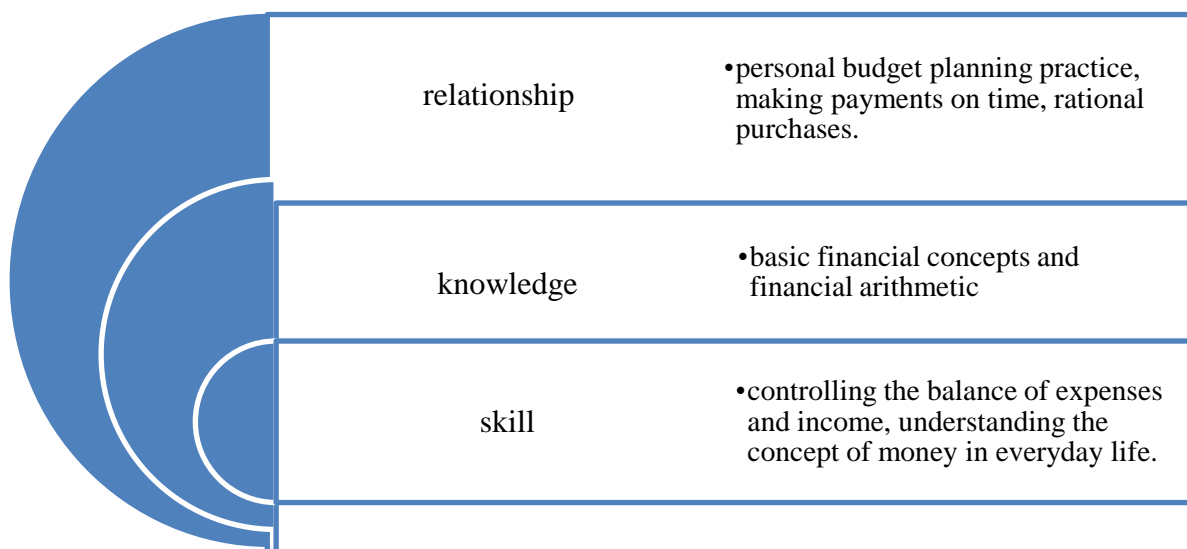 relationship
•personal budget planning practice,
making payments on time, rational
purchases.
knowledge
•basic financial concepts and
financial arithmetic
skill
•controlling the balance of expenses
and income, understanding the
concept of money in everyday life.